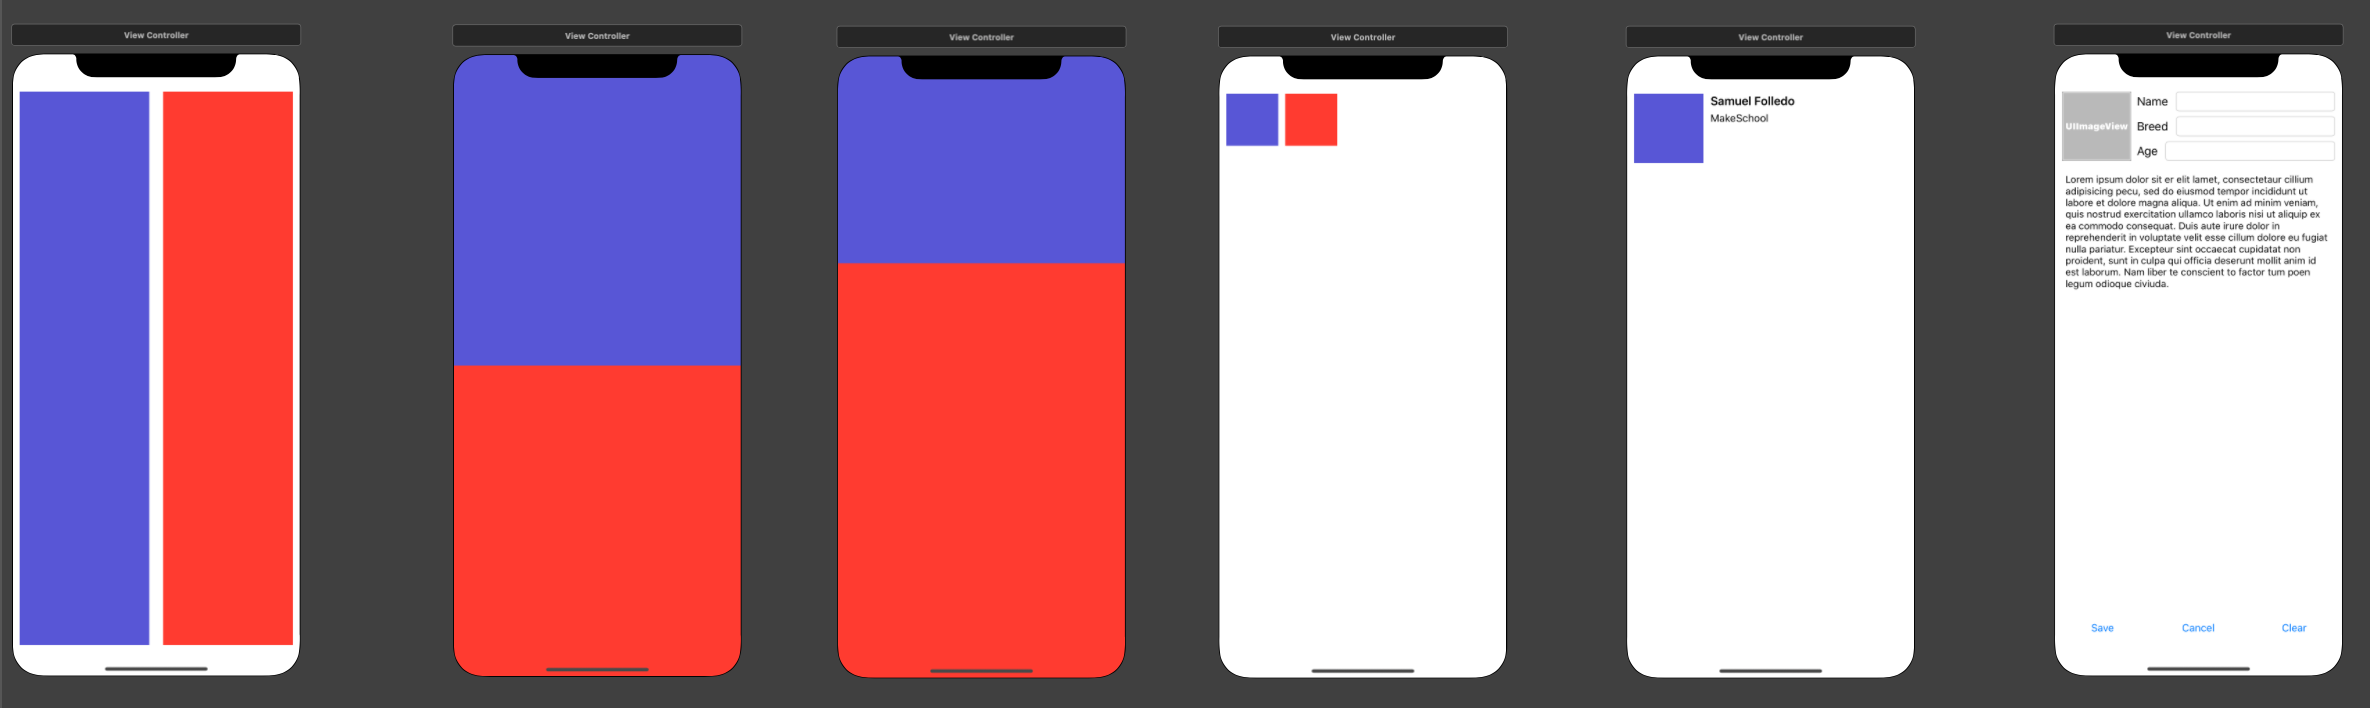 View Controller
View Controller
View Controller
View Controller
View Controller
View Controller
Samuel Folledo
MakeSchool
UIImageView
Name
Breed
Age
Lorem ipsum dolor sit er elit lamet, consectetaur cillium
adipisicing pecu, sed do eiusmod tempor incididunt ut
labore et dolore magna aliqua. Ut enim ad minim veniam,
quis nostrud exercitation ullamco laboris nisi ut aliquip ex
ea commodo consequat. Duis aute irure dolor in
reprehenderit in voluptate velit esse cillum dolore eu fugiat
nulla pariatur. Excepteur sint occaecat cupidatat non
proident, sunt in culpa qui officia deserunt mollit anim id
est laborum. Nam liber te conscient to factor tum poen
legum odioque civiuda.
Save
Cancel
Clear